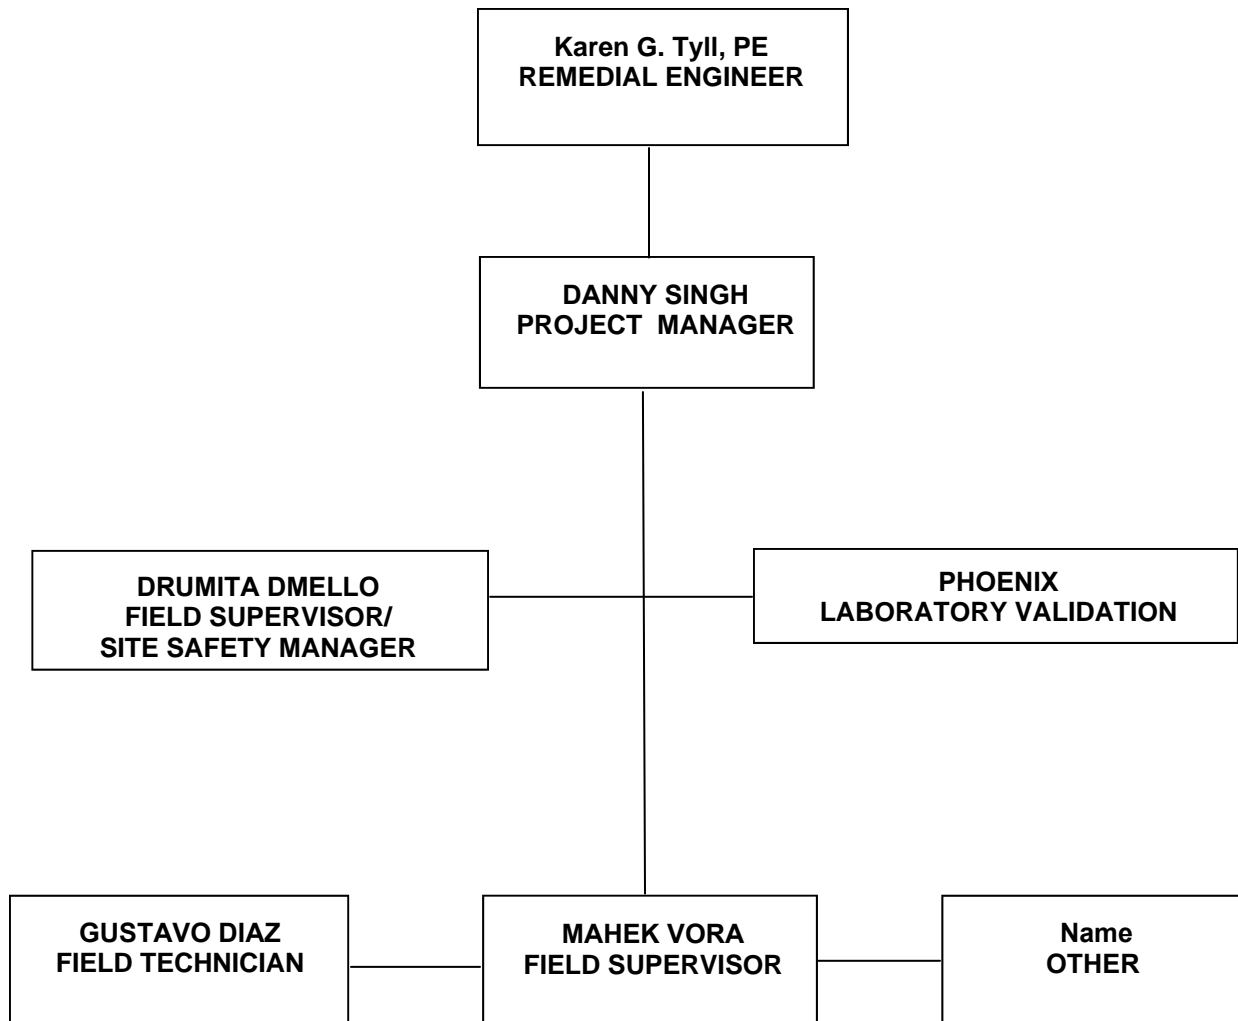 Karen G. Tyll, PE
REMEDIAL ENGINEER
DANNY SINGH
PROJECT MANAGER
DRUMITA DMELLO
FIELD SUPERVISOR/
SITE SAFETY MANAGER
PHOENIX
LABORATORY VALIDATION
GUSTAVO DIAZ
FIELD TECHNICIAN
MAHEK VORA
FIELD SUPERVISOR
Name
OTHER